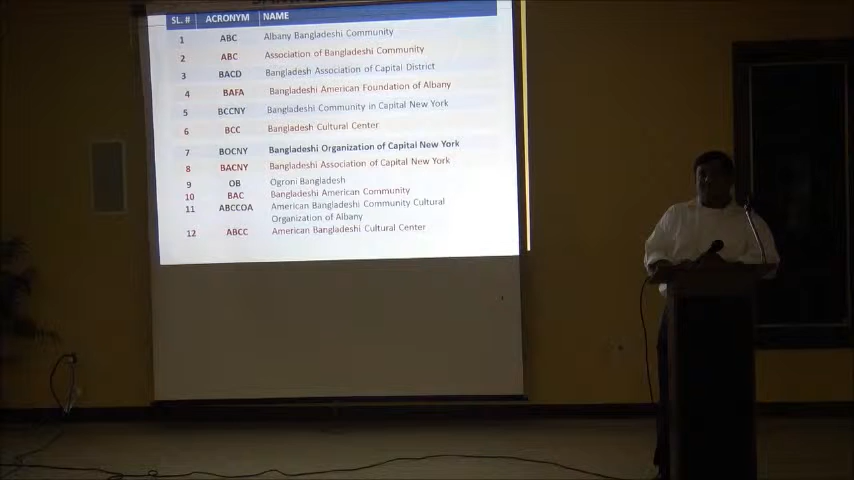 SL. # ACRONYM NAME
1 ABC Albany Bangladeshi Community
2 ABC Association of Bangladeshi Community
3 BACD Bangladesh Association of Capital District
4 BAFA Bangladeshi American Foundation of Albany
5 BCCNY Bangladeshi Community in Capital New York
6 BCC Bangladesh Cultural Center
7 BOCNY Bangladeshi Organization of Capital New York
8 BACNY Bangladeshi Association of Capital New York
9 OB Ogroni Bangladesh
10 BAC Bangladeshi American Community
11 ABCCOA American Bangladeshi Community Cultural
Organization of Albany
12 ABCC American Bangladeshi Cultural Center